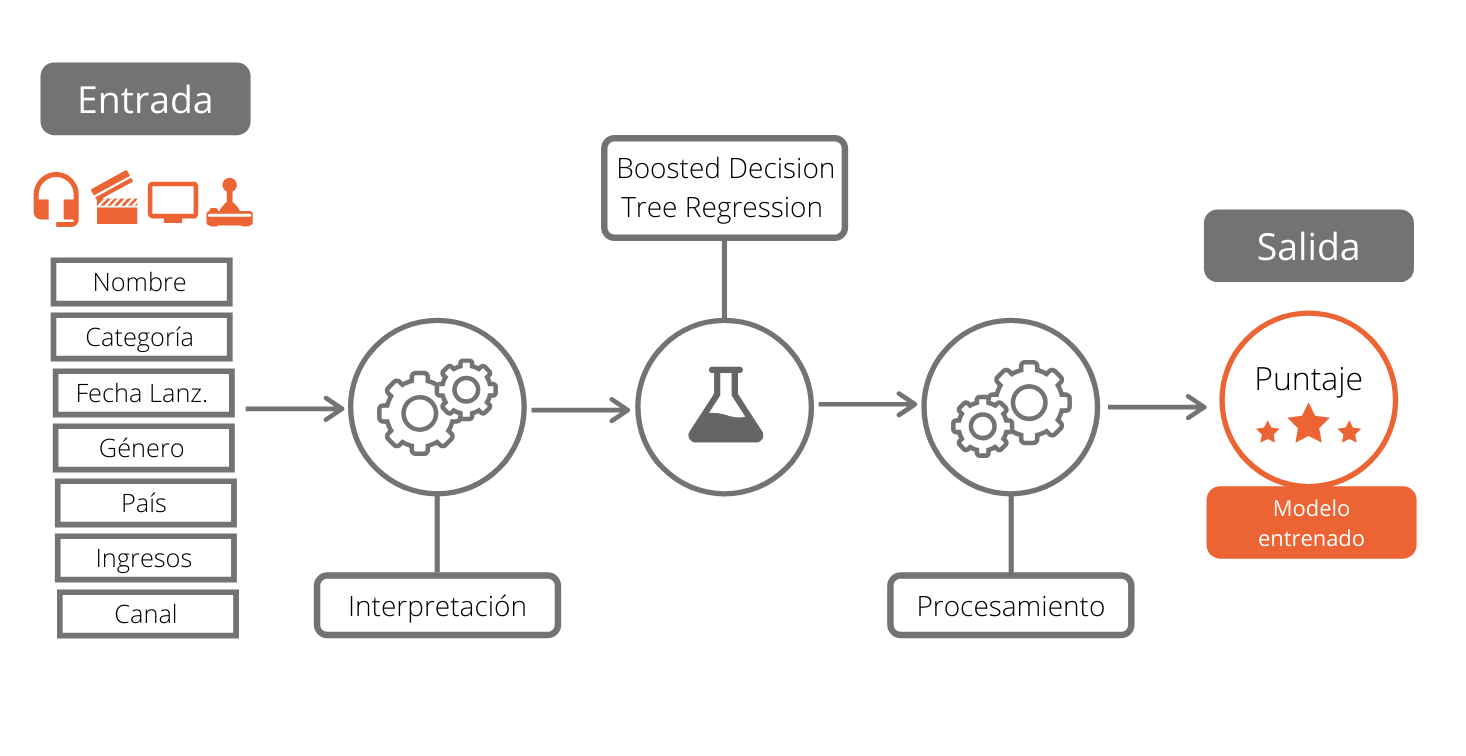 Entrada
Nombre
Categoría
Fecha Lanz.
Género
País
Ingresos
Canal
Interpretación
Boosted Decision
Tree Regression
Procesamiento
Salida
Puntaje
Modelo
entrenado